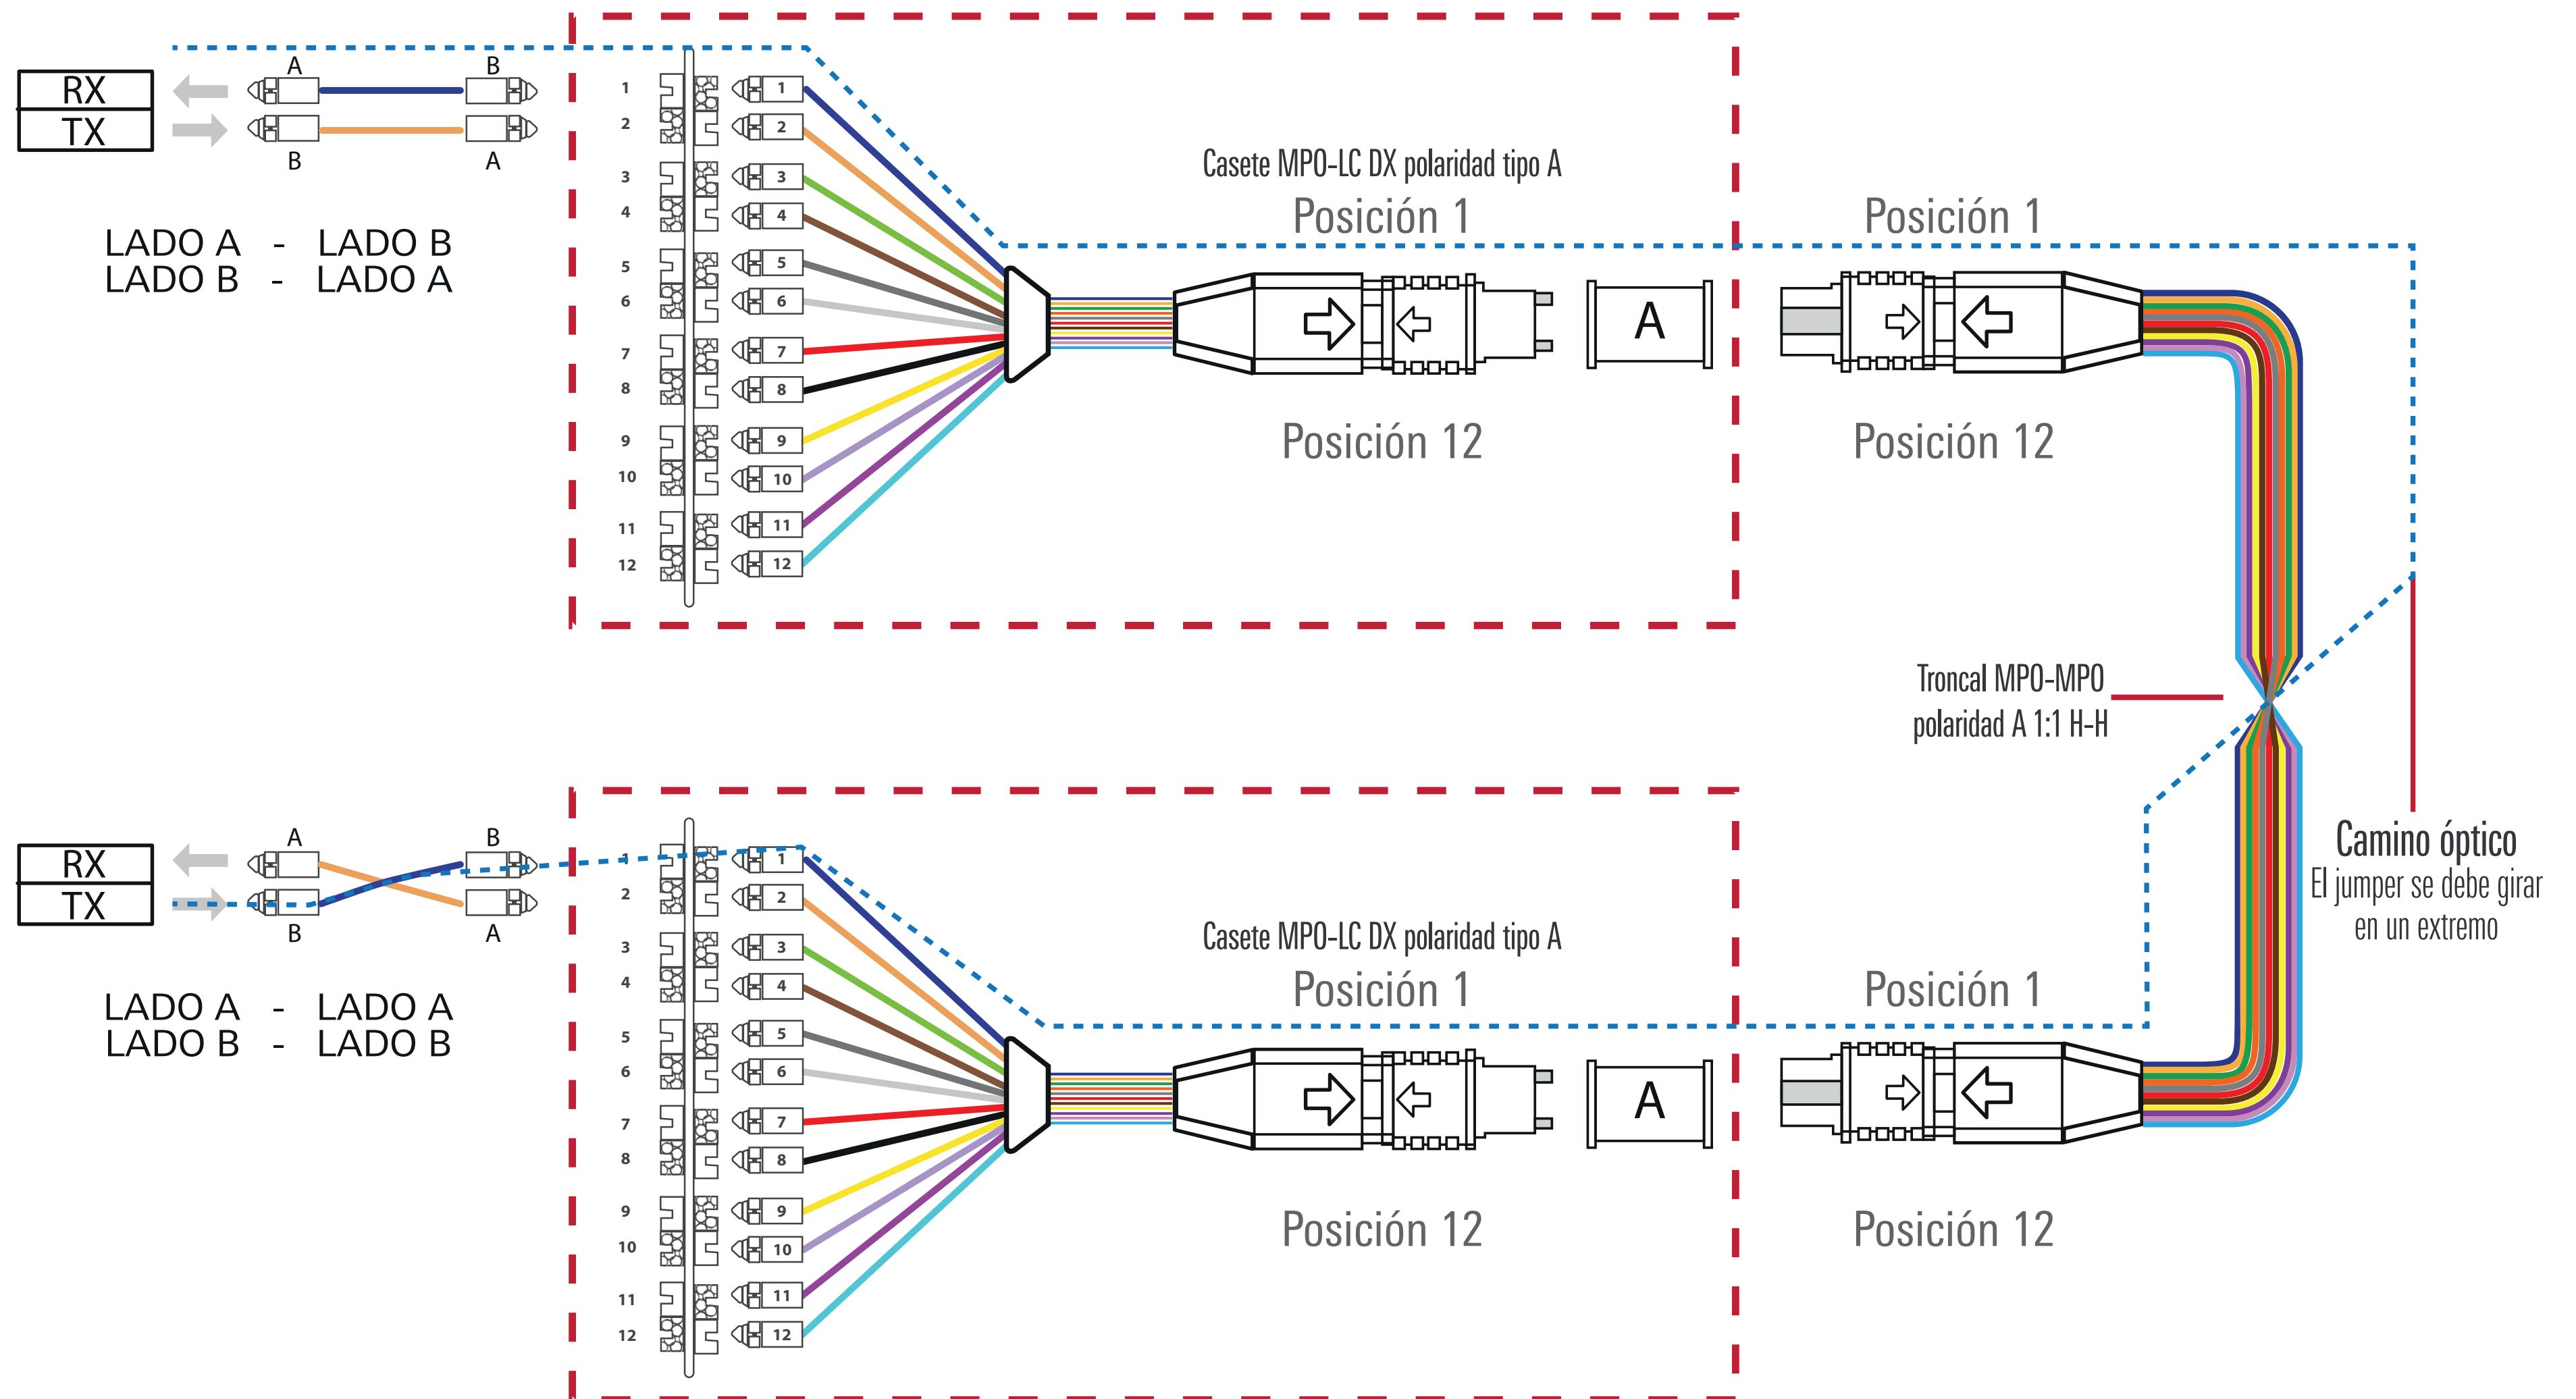 A B
RX
TX
B A
LADO A - LADO B
LADO B - LADO A
1 1
2 2
3 3
4 4
5 5
6 6
7 7
8 8
9 9
10 10
11 11
12 12
Casete MPO-LC DX polaridad tipo A
Posición 1
A
Posición 12
Posición 1
Posición 12
Troncal MPO-MPO
polaridad A 1:1 H-H
Camino óptico
El jumper se debe girar
en un extremo
A B
RX
TX
B A
LADO A - LADO A
LADO B - LADO B
1 1
2 2
3 3
4 4
5 5
6 6
7 7
8 8
9 9
10 10
11 11
12 12
Casete MPO-LC DX polaridad tipo A
Posición 1
A
Posición 12
Posición 1
Posición 12